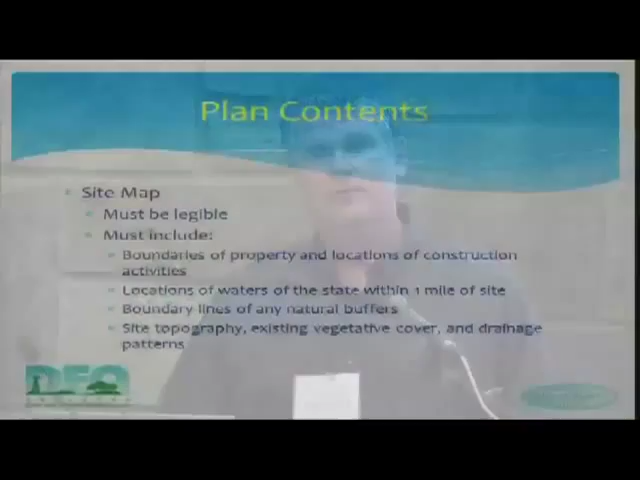 Plan Contents
Site Map
Must be legible
Must include:
Boundaries of property and locations of construction
activities
Locations of waters of the state within 1 mile of site
Boundary lines of any natural buffers
Site topography, existing vegetative cover, and drainage
patterns
DEQ